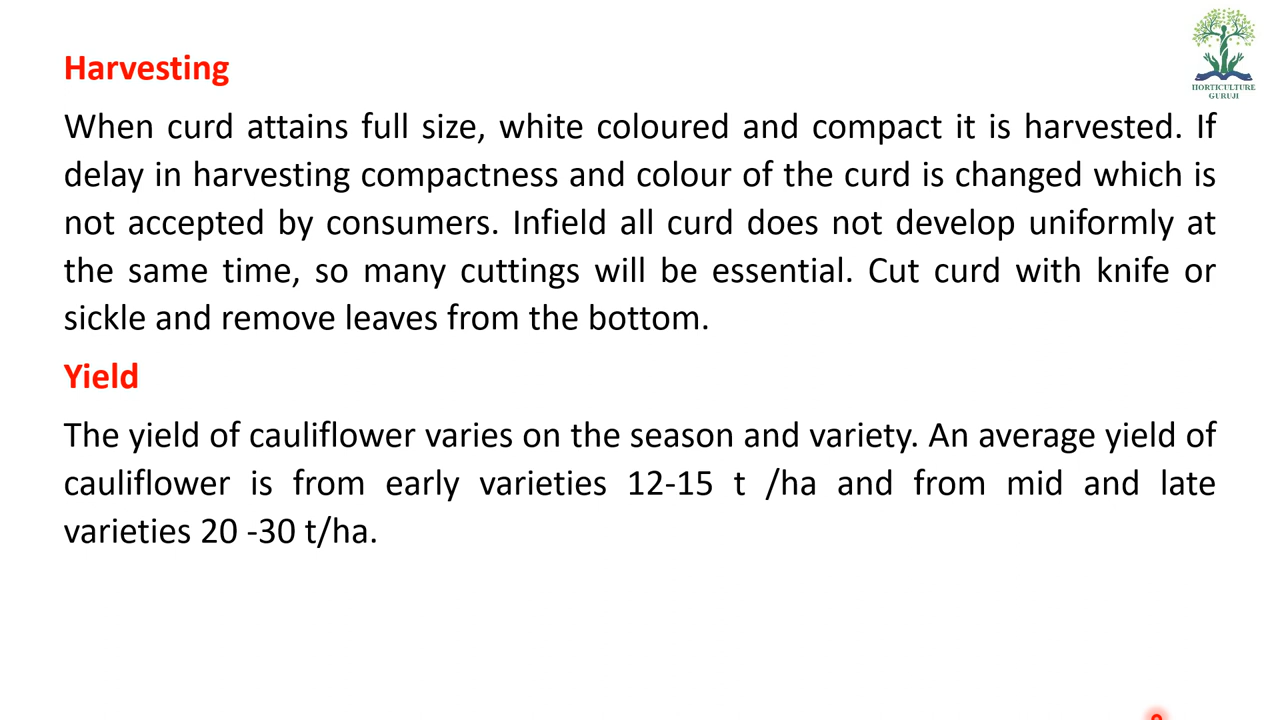 HORTICULTURE
GURUJI
Harvesting
When curd attains full size, white coloured and compact it is harvested. If
delay in harvesting compactness and colour of the curd is changed which is
not accepted by consumers. Infield all curd does not develop uniformly at
the same time, so many cuttings will be essential. Cut curd with knife or
sickle and remove leaves from the bottom.
Yield
The yield of cauliflower varies on the season and variety. An average yield of
cauliflower is from early varieties 12-15 t /ha and from mid and late
varieties 20 -30 t/ha.